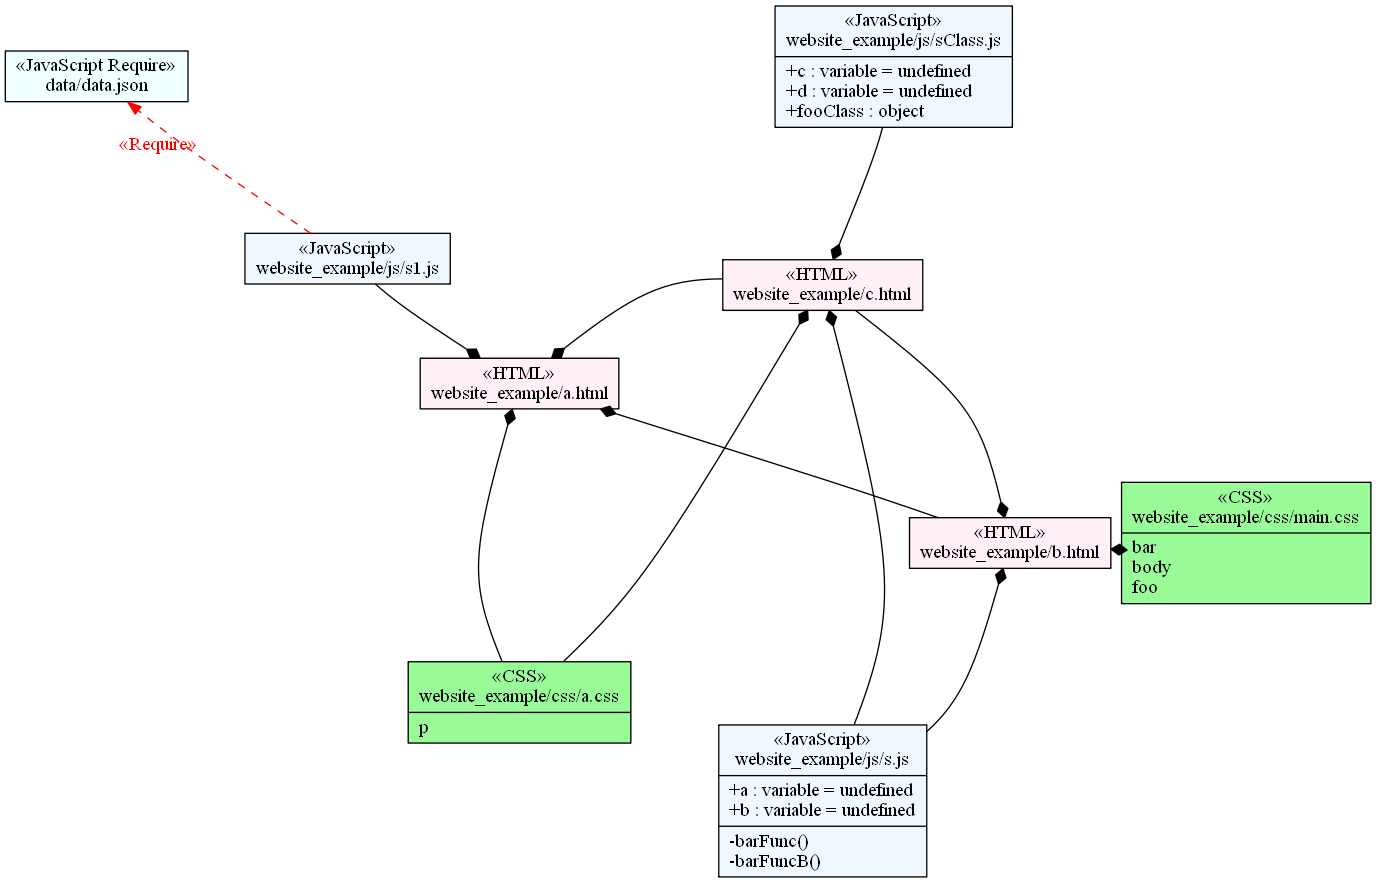 «JavaScript»
website_example/js/sClass.js
+c : variable = undefined
+d : variable = undefined
+fooClass : object
«JavaScript Require»
data/data.json
«Require»
«JavaScript»
website_example/js/s1.js
«HTML»
website_example/c.html
«HTML»
website_example/a.html
«CSS»
website_example/css/main.css
bar
body
foo
«HTML»
website_example/b.html
«CSS»
website_example/css/a.css
p
«JavaScript»
website_example/js/s.js
+a : variable = undefined
+b : variable = undefined
-barFunc()
-barFuncB()